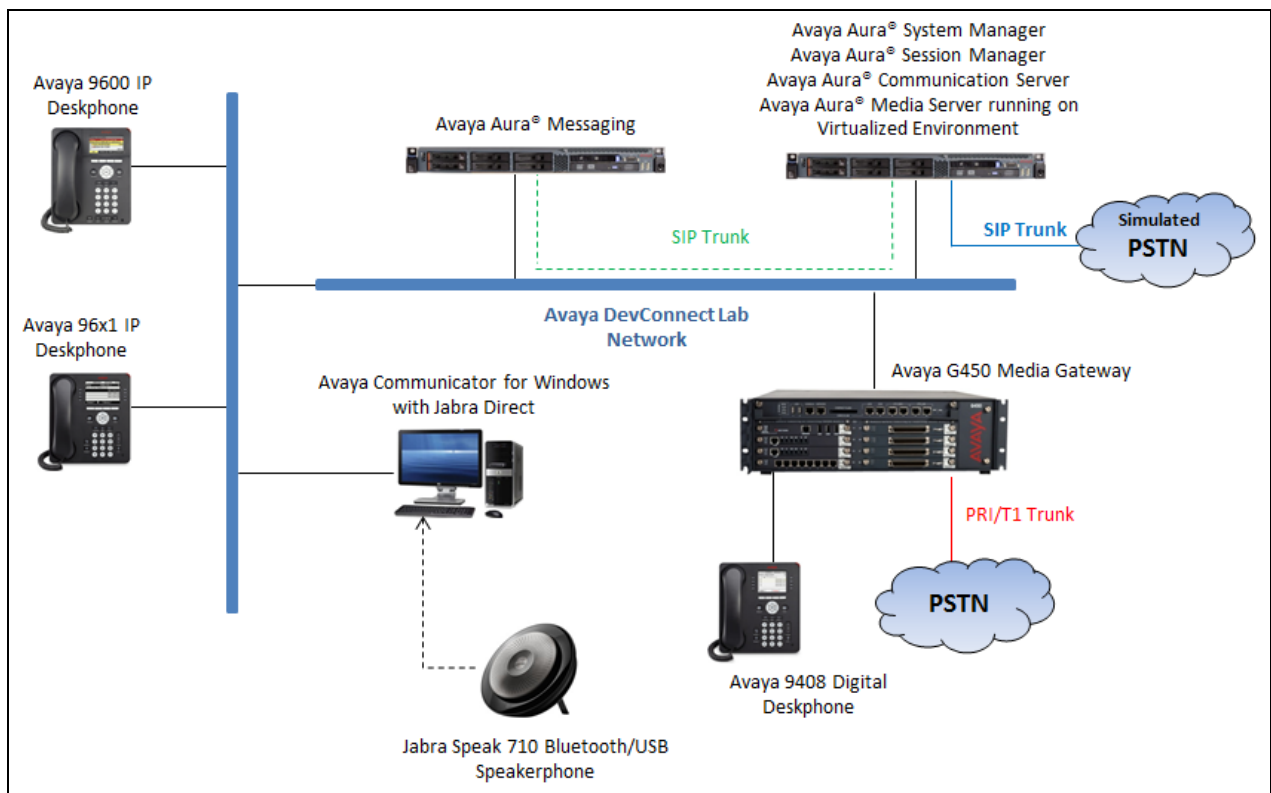 Avaya Aura® System Manager
Avaya Aura® Session Manager
Avaya Aura® Communication Server
Avaya Aura® Media Server running on
Virtualized Environment
Avaya 9600 IP
Deskphone
Avaya Aura® Messaging
SIP Trunk
SIP Trunk
Simulated
PSTN
Avaya DevConnect Lab
Network
Avaya 96x1 IP
Deskphone
Avaya Communicator for Windows
with Jabra Direct
Avaya G450 Media Gateway
AVAYA
PRI/T1 Trunk
PSTN
Avaya 9408 Digital
Deskphone
Jabra Speak 710 Bluetooth/USB
Speakerphone